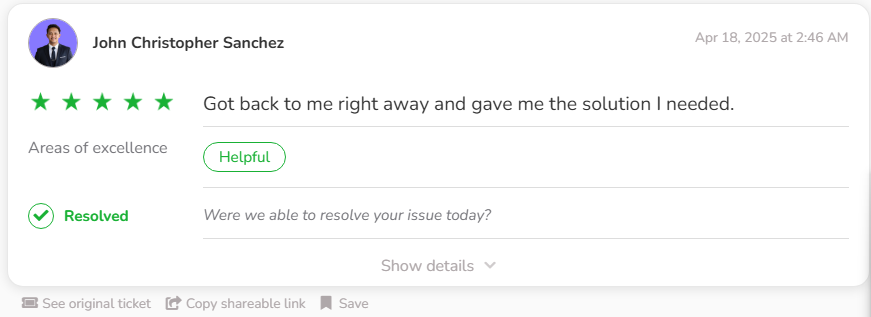 John Christopher Sanchez
Apr 18, 2025 at 2:46 AM
Got back to me right away and gave me the solution I needed.
Areas of excellence
Helpful
Resolved
Were we able to resolve your issue today?
Show details
See original ticket
Copy shareable link
Save